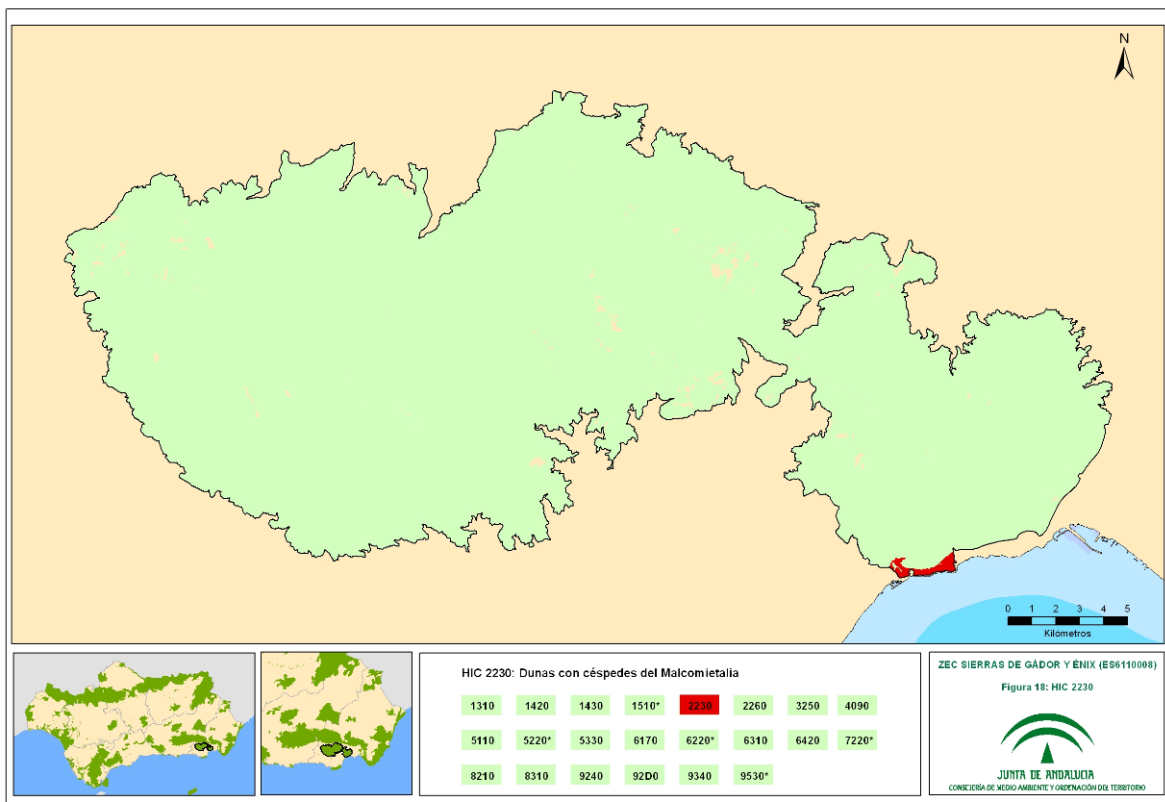 N
0 1 2 3 4 5
Kilometros
HIC 2230: Dunas con céspedes del Malcomietalia
1310 1420 1430 1510* 2230 2260 3250 4090
5110 5220* 5330 6170 6220* 6310 6420 7220*
8210 8310 9240 92D0 9340 9530*
ZEC SIERRAS DE GÁDOR Y ÉNIX (ES6110008)
Figura 18: HIC 2230
JUNTA DE ANDALUCIA
CONSEJERÍA DE MEDIO AMBIENTE Y ORDENACIÓN DEL TERRITORIO